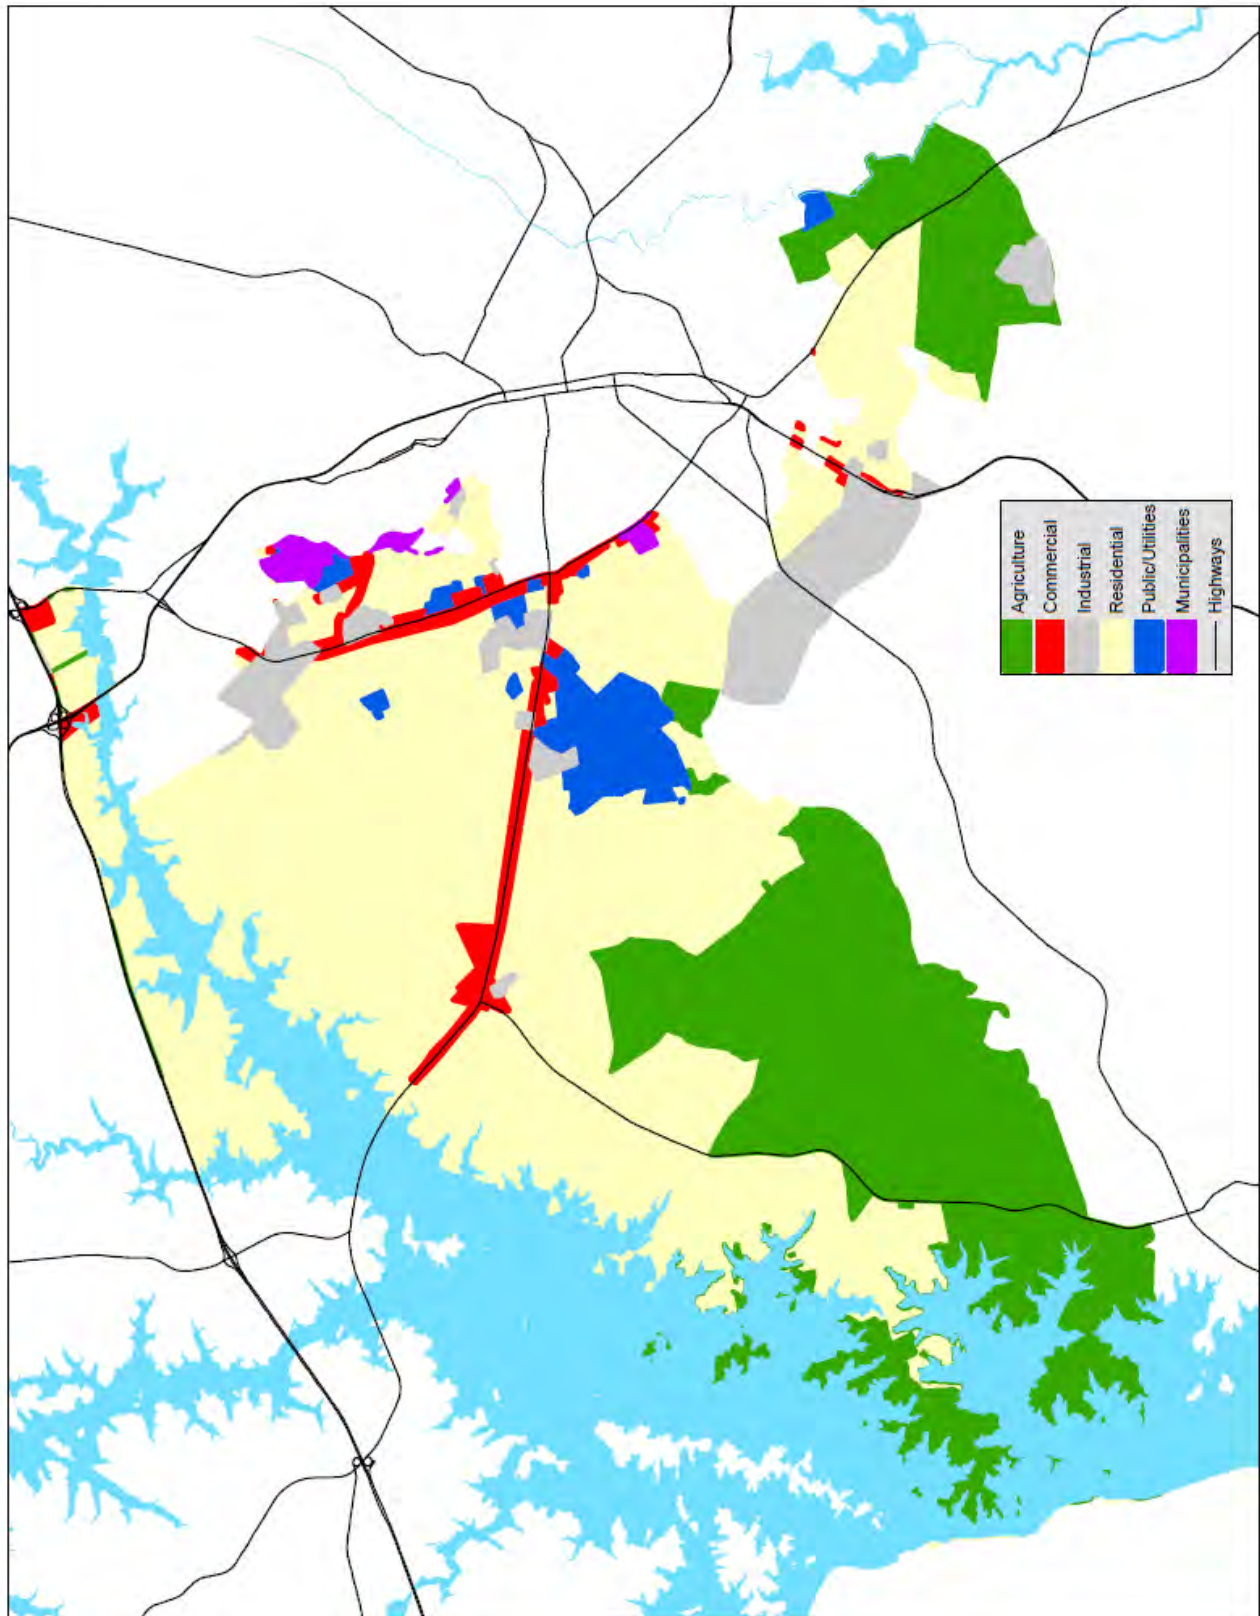 Agriculture
Commercial
Industrial
Residential
Public/Utilities
Municipalities
Highways